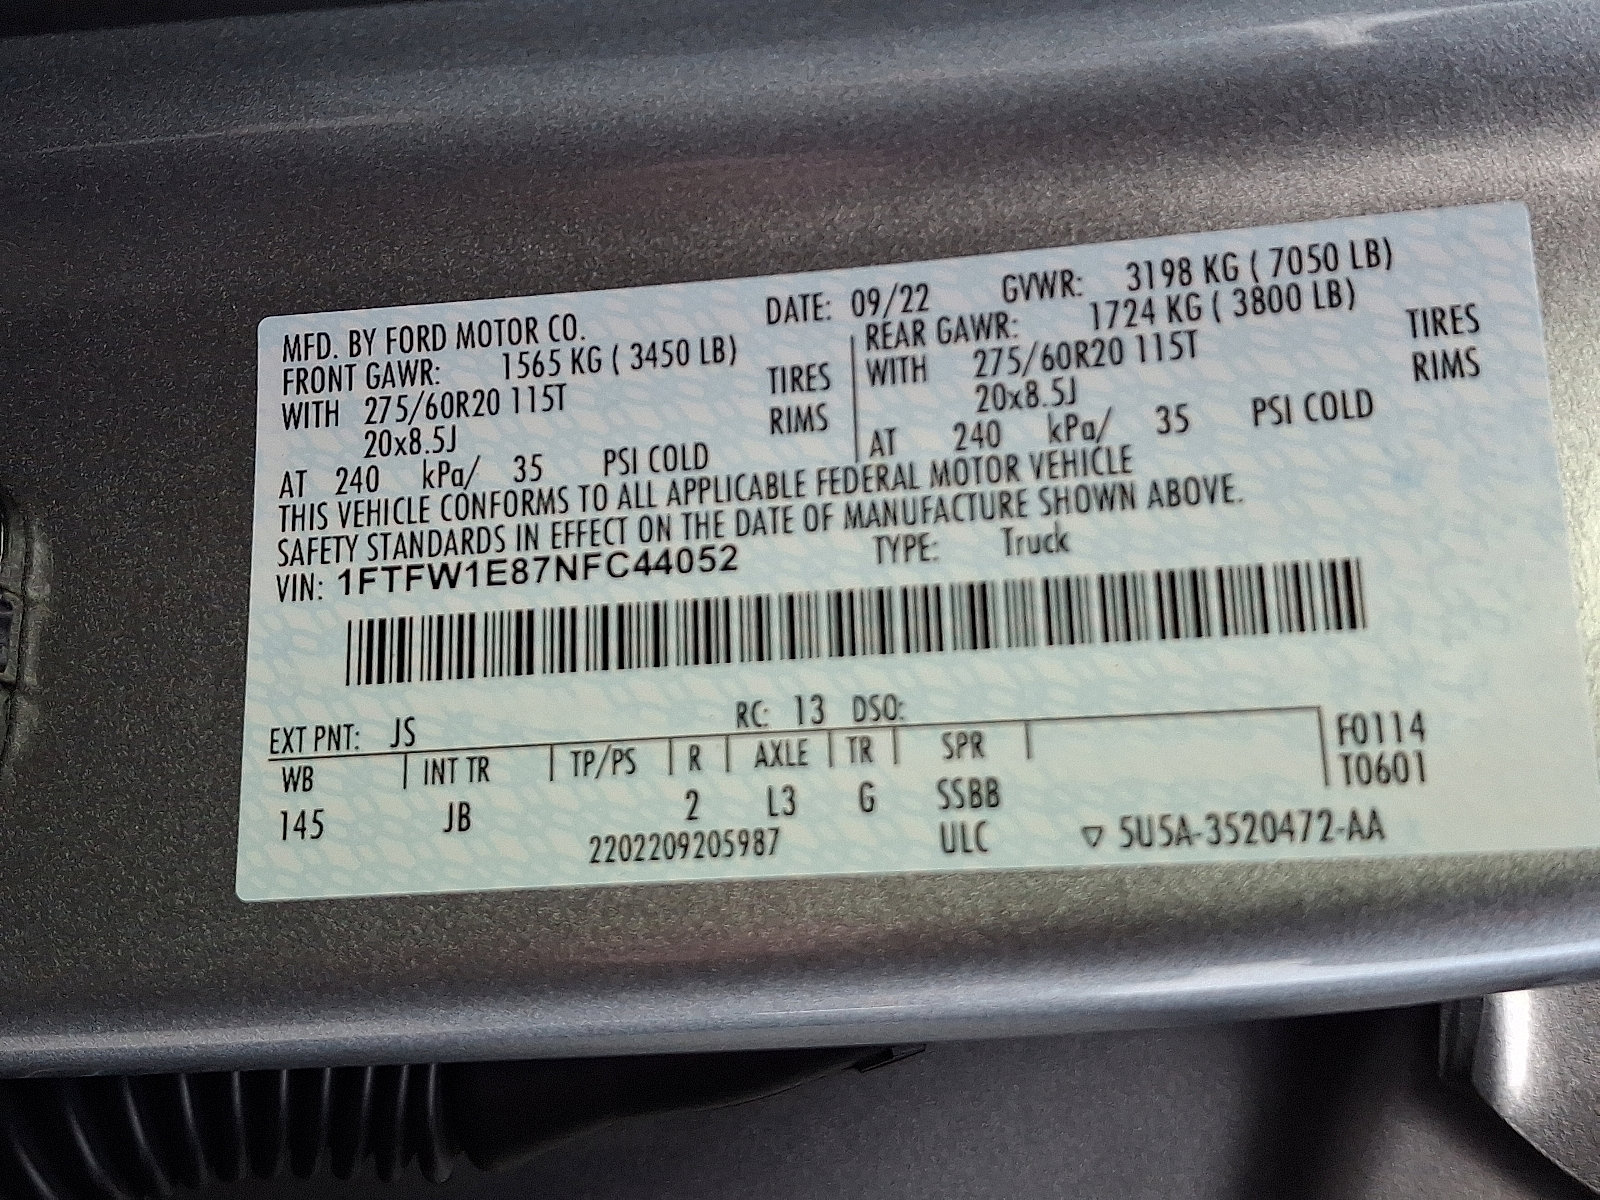 MFD. BY FORD MOTOR CO. DATE: 09/22 GVWR: 3198 KG ( 7050 LB)
FRONT GAWR: 1565 KG ( 3450 LB) REAR GAWR: 1724 KG ( 3800 LB)
WITH 275/60R20 115T TIRES WITH 275/60R20 115T TIRES
20x8.5J RIMS 20x8.5J RIMS
AT 240 kPa/ 35 PSI COLD AT 240 kPa/ 35 PSI COLD
THIS VEHICLE CONFORMS TO ALL APPLICABLE FEDERAL MOTOR VEHICLE
SAFETY STANDARDS IN EFFECT ON THE DATE OF MANUFACTURE SHOWN ABOVE.
VIN: 1FTFW1E87NFC44052 TYPE: Truck
EXT PNT: JS RC: 13 DSO: F0114
WB INT TR TP/PS R AXLE TR SPR T0601
145 JB 2 L3 G SSBB
2202209205987 ULC ▽ 5U5A-3520472-AA